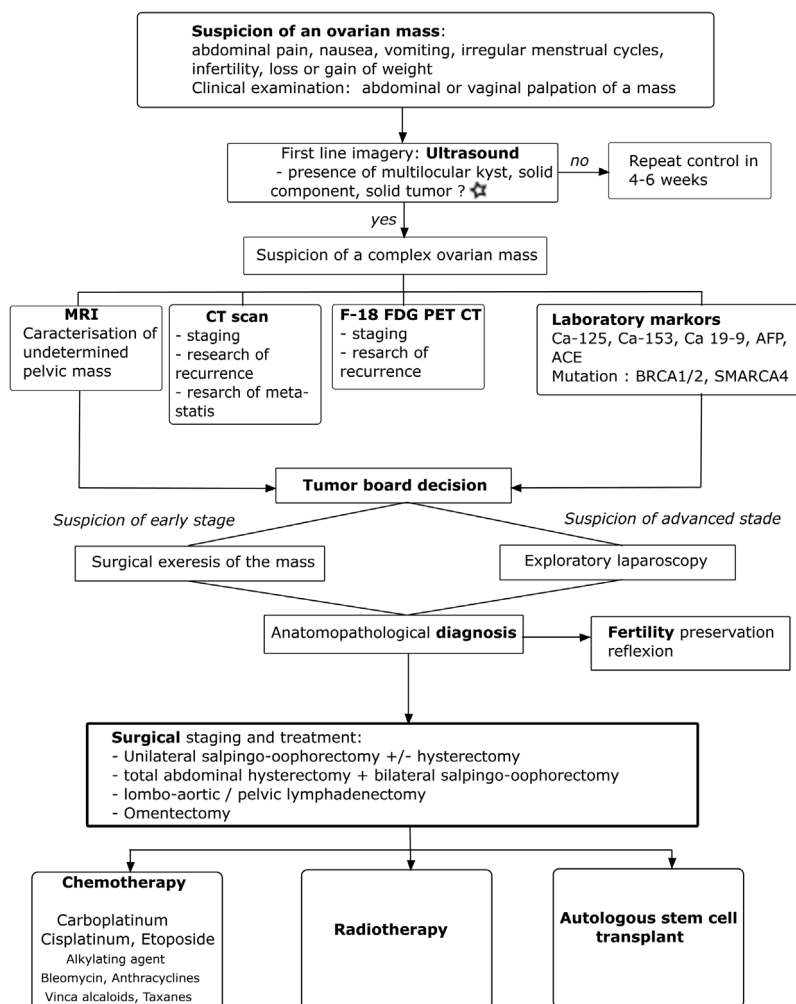 Suspicion of an ovarian mass:
abdominal pain, nausea, vomiting, irregular menstrual cycles,
infertility, loss or gain of weight
Clinical examination: abdominal or vaginal palpation of a mass
First line imagery: Ultrasound
- presence of multilocular kyst, solid
component, solid tumor ?
no
Repeat control in
4-6 weeks
yes
Suspicion of a complex ovarian mass
MRI
Caracterisation of
undetermined
pelvic mass
CT scan
- staging
- research of
recurrence
- resarch of meta-
statis
F-18 FDG PET CT
- staging
- resarch of
recurrence
Laboratory markors
Ca-125, Ca-153, Ca 19-9, AFP,
ACE
Mutation : BRCA1/2, SMARCA4
Tumor board decision
Suspicion of early stage
Suspicion of advanced stade
Surgical exeresis of the mass
Exploratory laparoscopy
Anatomopathological diagnosis
Fertility preservation
reflexion
Surgical staging and treatment:
- Unilateral salpingo-oophorectomy +/- hysterectomy
- total abdominal hysterectomy + bilateral salpingo-oophorectomy
- lombo-aortic / pelvic lymphadenectomy
- Omentectomy
Chemotherapy
Carboplatinum
Cisplatinum, Etoposide
Alkylating agent
Bleomycin, Anthracyclines
Vinca alcaloids, Taxanes
Radiotherapy
Autologous stem cell
transplant